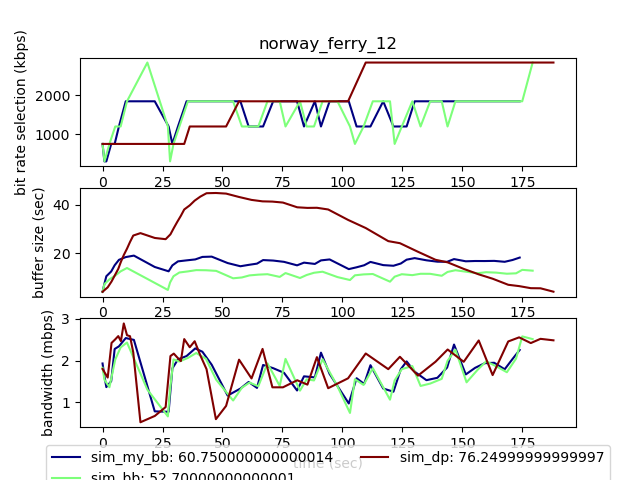 norway_ferry_12
bit rate selection (kbps)
2000
1000
0 25 50 75 100 125 150 175
buffer size (sec)
40
20
0 25 50 75 100 125 150 175
bandwidth (mbps)
3
2
1
0 25 50 75 100 125 150 175
time (sec)
sim_my_bb: 60.750000000000014
sim_bb: 52.70000000000001
sim_dp: 76.24999999999997